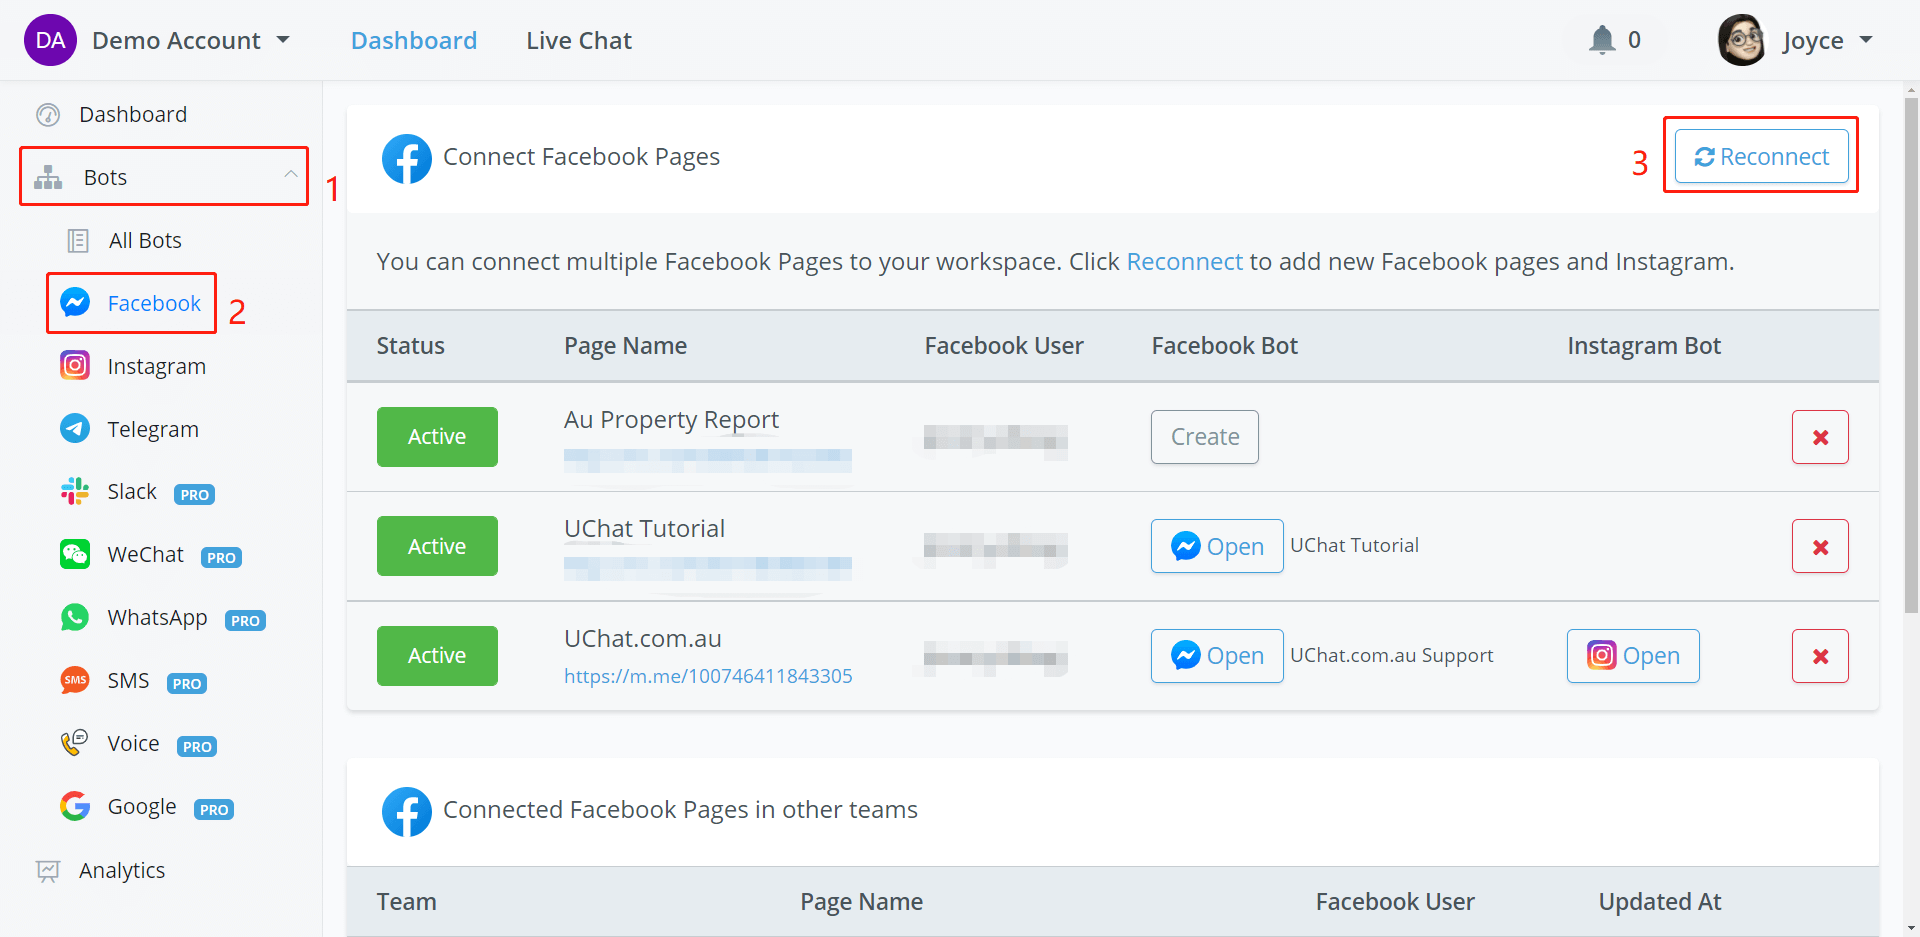 DA Demo Account Dashboard Live Chat 0 Joyce
Dashboard
Bots
1
All Bots
Facebook
2
Instagram
Telegram
Slack PRO
WeChat PRO
WhatsApp PRO
SMS SMS PRO
Voice PRO
Google PRO
Analytics
Connect Facebook Pages
3
Reconnect
You can connect multiple Facebook Pages to your workspace. Click Reconnect to add new Facebook pages and Instagram.
Status Page Name Facebook User Facebook Bot Instagram Bot
Active Au Property Report Create
Active UChat Tutorial Open UChat Tutorial
Active UChat.com.au Open UChat.com.au Support Open
https://m.me/100746411843305
Connected Facebook Pages in other teams
Team Page Name Facebook User Updated At